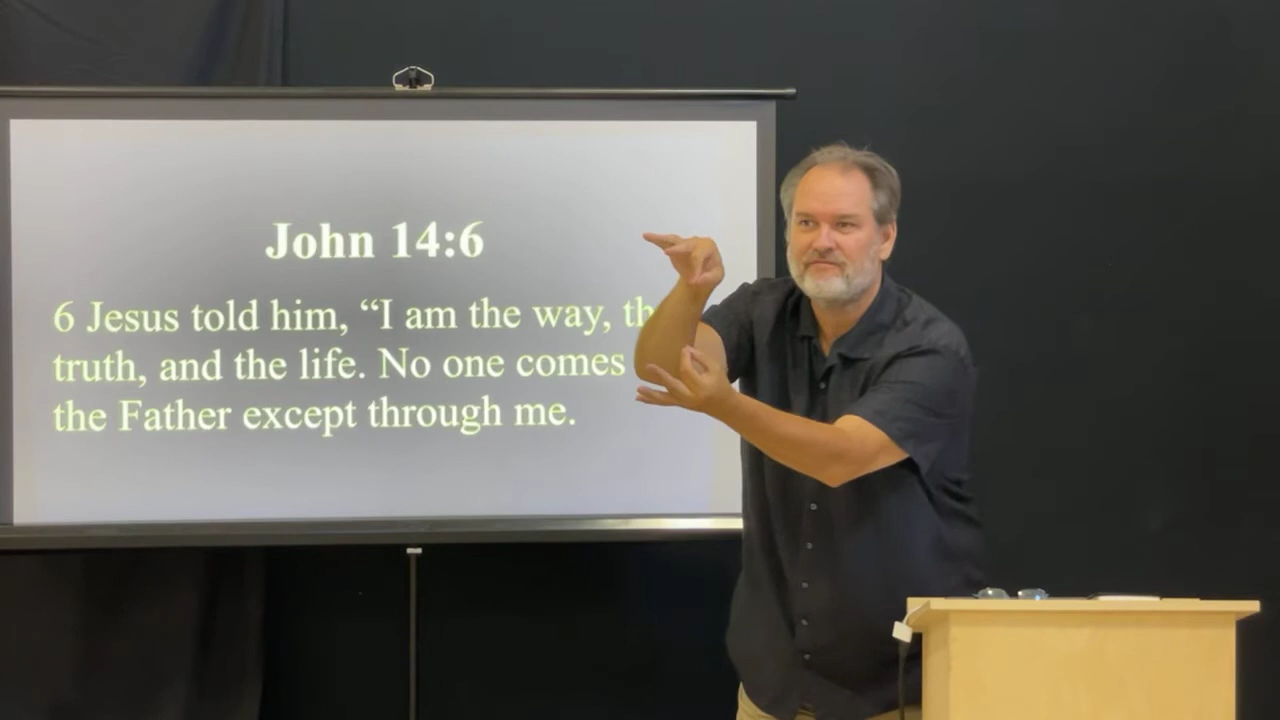 John 14:6
6 Jesus told him, “I am the way,
truth, and the life. No one comes
the Father except through me.